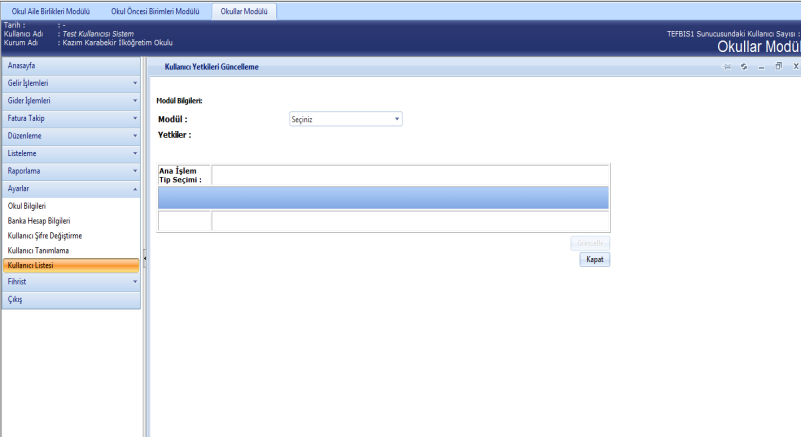 Okul Aile Birlikleri Modülü Okul Öncesi Birimleri Modülü Okullar Modülü
Tarih : : -
Kullanıcı Adı : Test Kullanıcısı Sistem
Kurum Adı : Kazım Karabekir İlköğretim Okulu
TEFBIS1 Sunucusundaki Kullanıcı Sayısı :
Okullar Modül
Anasayfa
Gelir İşlemleri
Gider İşlemleri
Fatura Takip
Düzenleme
Listeleme
Raporlama
Ayarlar
Okul Bilgileri
Banka Hesap Bilgileri
Kullanıcı Şifre Değiştirme
Kullanıcı Tanımlama
Kullanıcı Listesi
Fihrist
Çıkış
Kullanıcı Yetkileri Güncelleme
Modül Bilgileri:
Modül : Seçiniz
Yetkiler :
Ana İşlem
Tip Seçimi :
Güncelle
Kapat